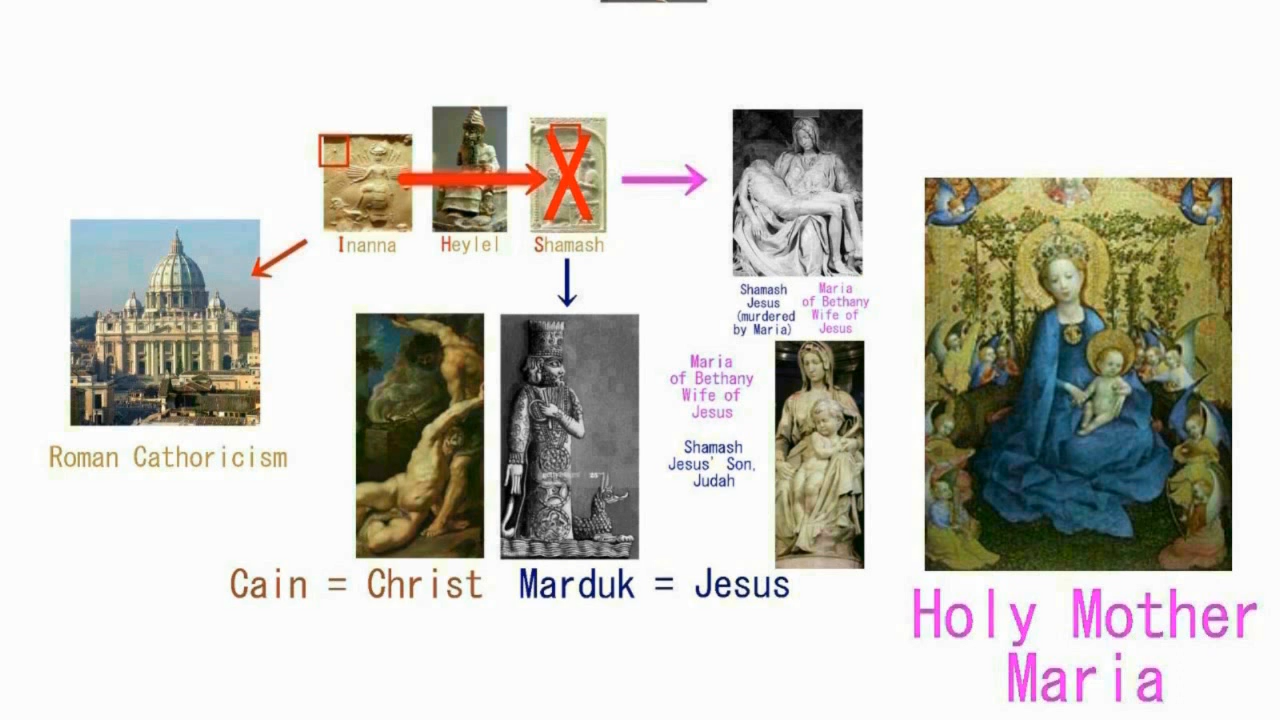 Inanna
Heylel
Shamash
Roman Cathoricism
Shamash
Jesus
(murdered
by Maria)
Maria
of Bethany
Wife of
Jesus
Maria
of Bethany
Wife of
Jesus
Shamash
Jesus' Son,
Judah
Cain = Christ
Marduk = Jesus
Holy Mother
Maria